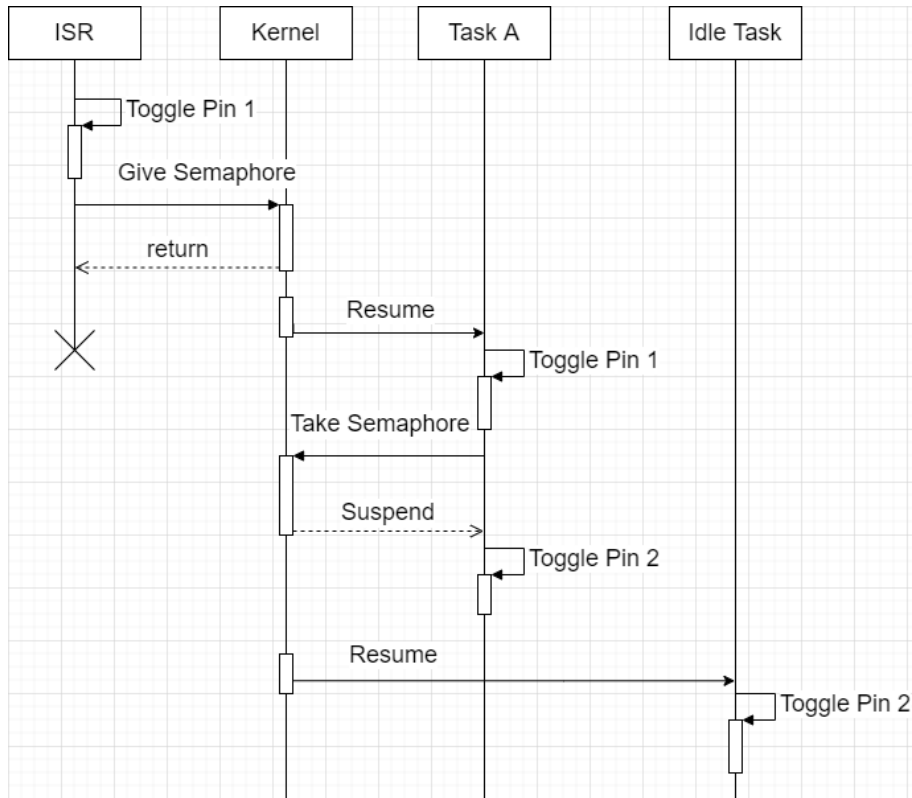 ISR
Kernel
Task A
Idle Task
Toggle Pin 1
Give Semaphore
return
Resume
Toggle Pin 1
Take Semaphore
Suspend
Toggle Pin 2
Resume
Toggle Pin 2